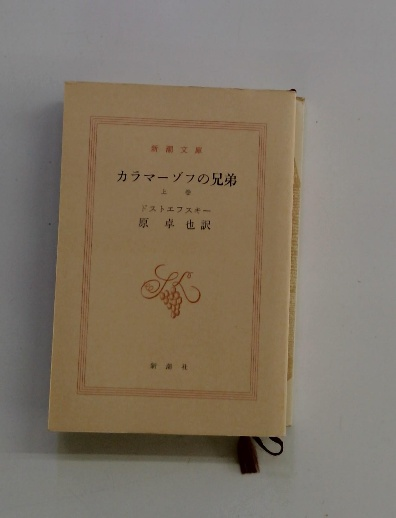 新潮文庫
カラマーゾフの兄弟
上巻
ドストエフスキー
原卓也訳
新潮社